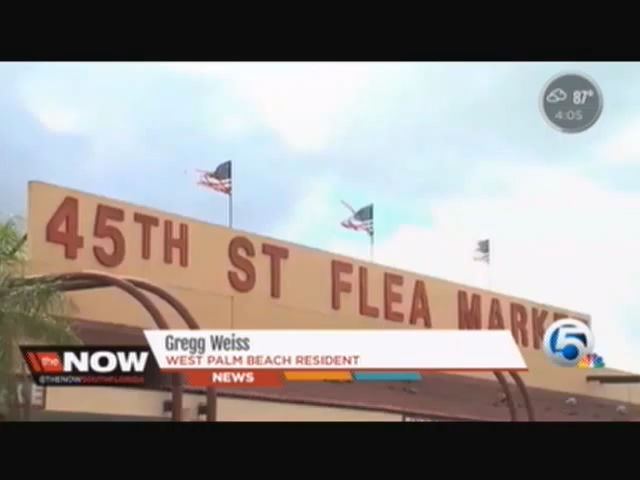 87°
4:05
45TH ST FLEA MARKET
Gregg Weiss
WEST PALM BEACH RESIDENT
the NOW
@THENOWSOUTHFLORIDA
NEWS
5